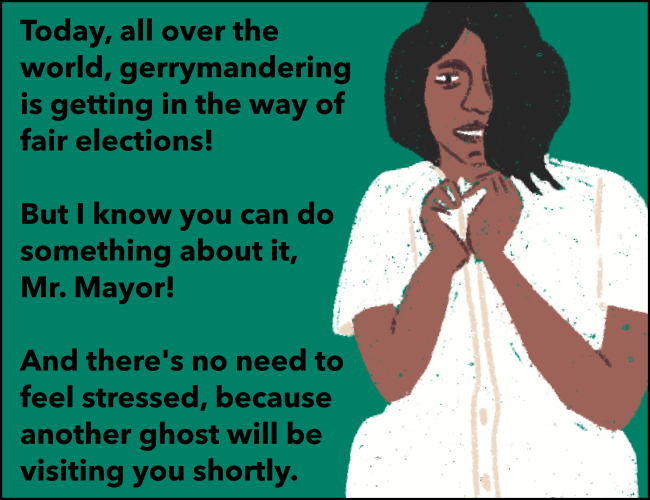 Today, all over the
world, gerrymandering
is getting in the way of
fair elections!
But I know you can do
something about it,
Mr. Mayor!
And there's no need to
feel stressed, because
another ghost will be
visiting you shortly.